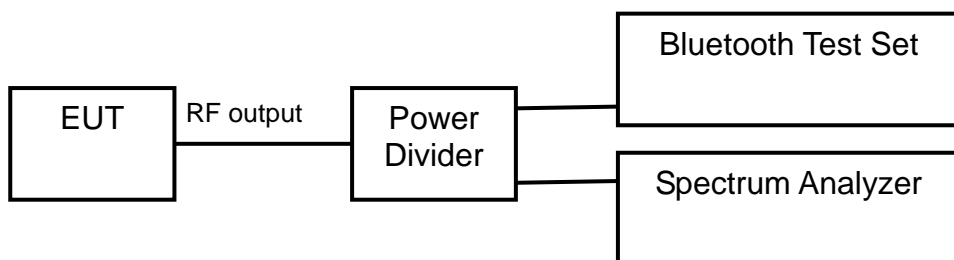 EUT
RF output
Power
Divider
Bluetooth Test Set
Spectrum Analyzer